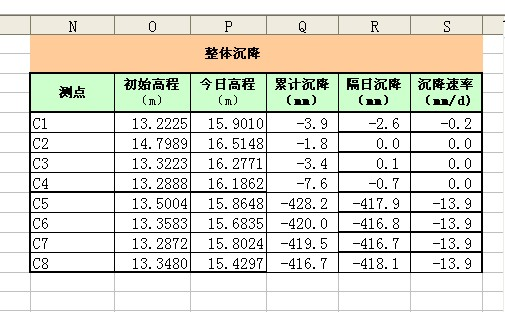 N O P Q R S
整体沉降
测点 初始高程（m） 今日高程（m） 累计沉降（mm） 隔日沉降（mm） 沉降速率（mm/d）
C1 13.2225 15.9010 -3.9 -2.6 -0.2
C2 14.7989 16.5148 -1.8 0.0 0.0
C3 13.3223 16.2771 -3.4 0.1 0.0
C4 13.2888 16.1862 -7.6 -0.7 0.0
C5 13.5004 15.8648 -428.2 -417.9 -13.9
C6 13.3583 15.6835 -420.0 -416.8 -13.9
C7 13.2872 15.8024 -419.5 -416.7 -13.9
C8 13.3480 15.4297 -416.7 -418.1 -13.9